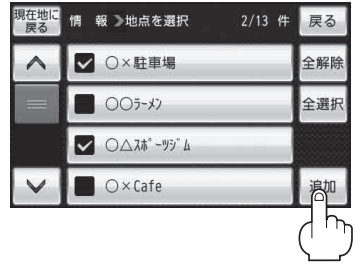 現在地に
戻る
情 報 ≫地点を選択 2/13 件
戻る
○×駐車場
全解除
○○ﾗｰﾒﾝ
全選択
○△ｽﾎﾟｰﾂｼﾞﾑ
○×Cafe
追加